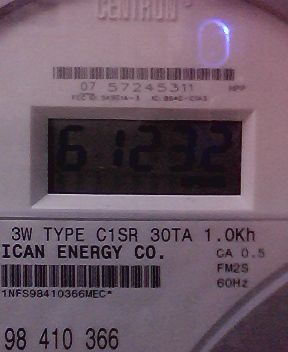 CENTRON®
07 57245311 HPP
61232
3W TYPE C1SR 30TA 1.0Kh
ICAN ENERGY CO. CA 0.5
FM2S
60Hz
1NFS98410366MEC*
98 410 366